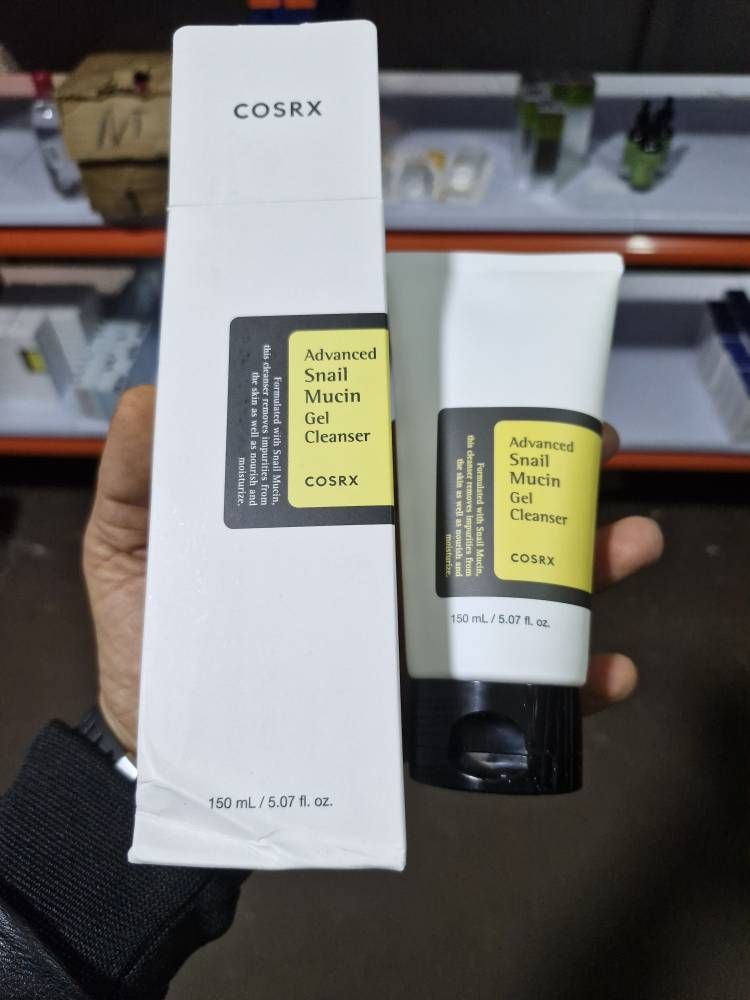 COSRX
Advanced
Snail
Mucin
Gel
Cleanser
COSRX
Formulated with Snail Mucin,
this cleanser removes impurities from
the skin as well as nourish and
moisturize.
150 mL / 5.07 fl. oz.
Advanced
Snail
Mucin
Gel
Cleanser
COSRX
Formulated with Snail Mucin,
this cleanser removes impurities from
the skin as well as nourish and
moisturize.
150 mL / 5.07 fl. oz.